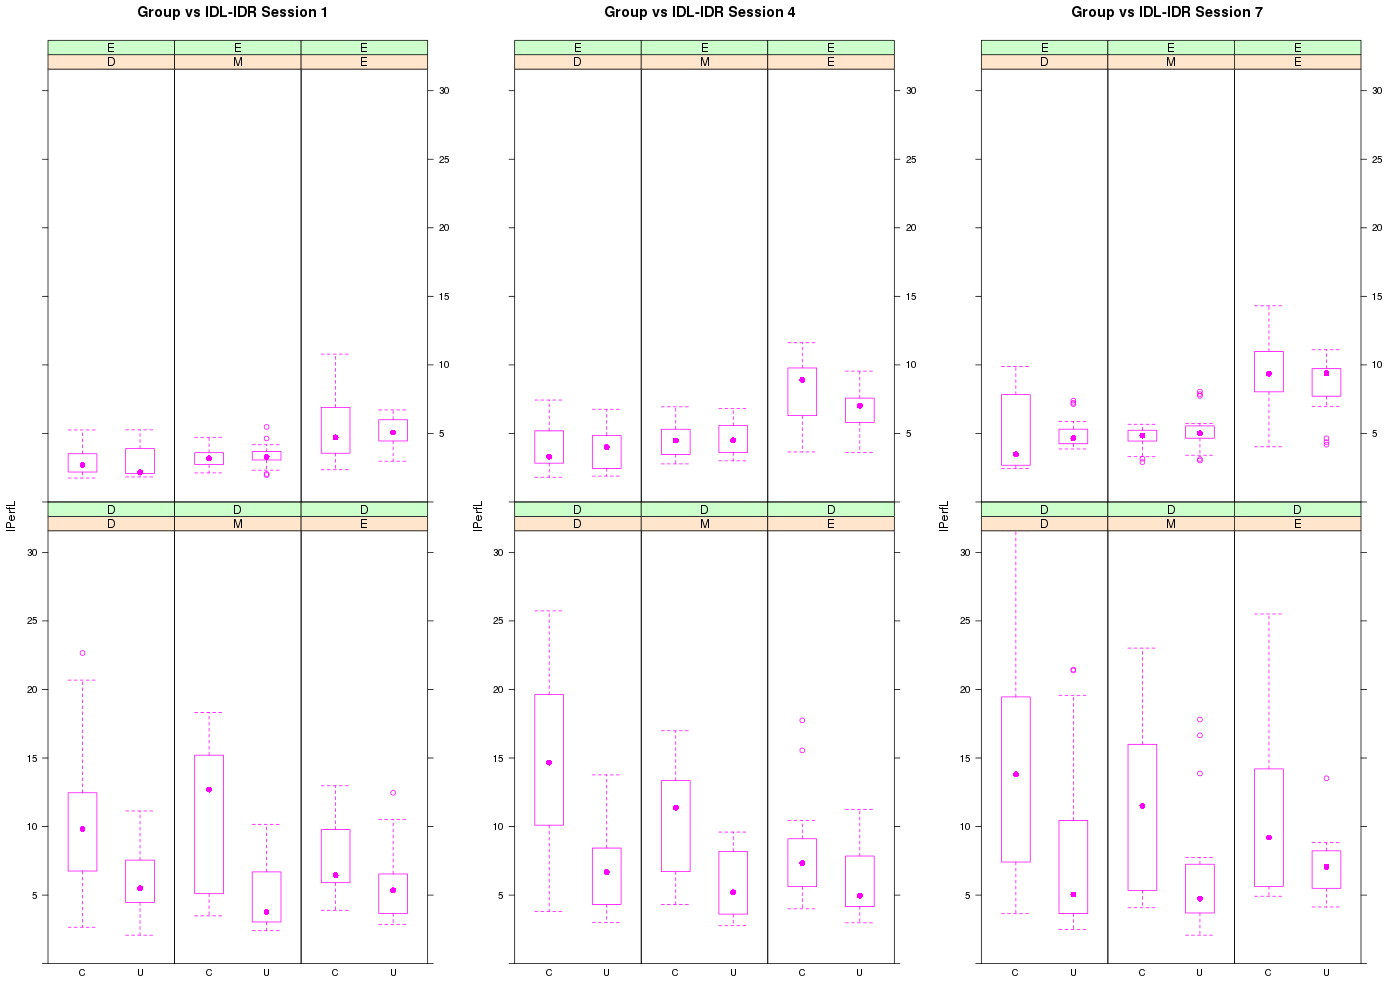 Group vs IDL-IDR Session 1 Group vs IDL-IDR Session 4 Group vs IDL-IDR Session 7
E E E E E E E E E
D M E D M E D M E
30 30 30
25 25 25
20 20 20
15 15 15
10 10 10
5 5 5
D D D D D D D D D
D M E D M E D M E
lPerfL lPerfL lPerfL
30 30 30
25 25 25
20 20 20
15 15 15
10 10 10
5 5 5
C U C U C U C U C U C U C U C U C U